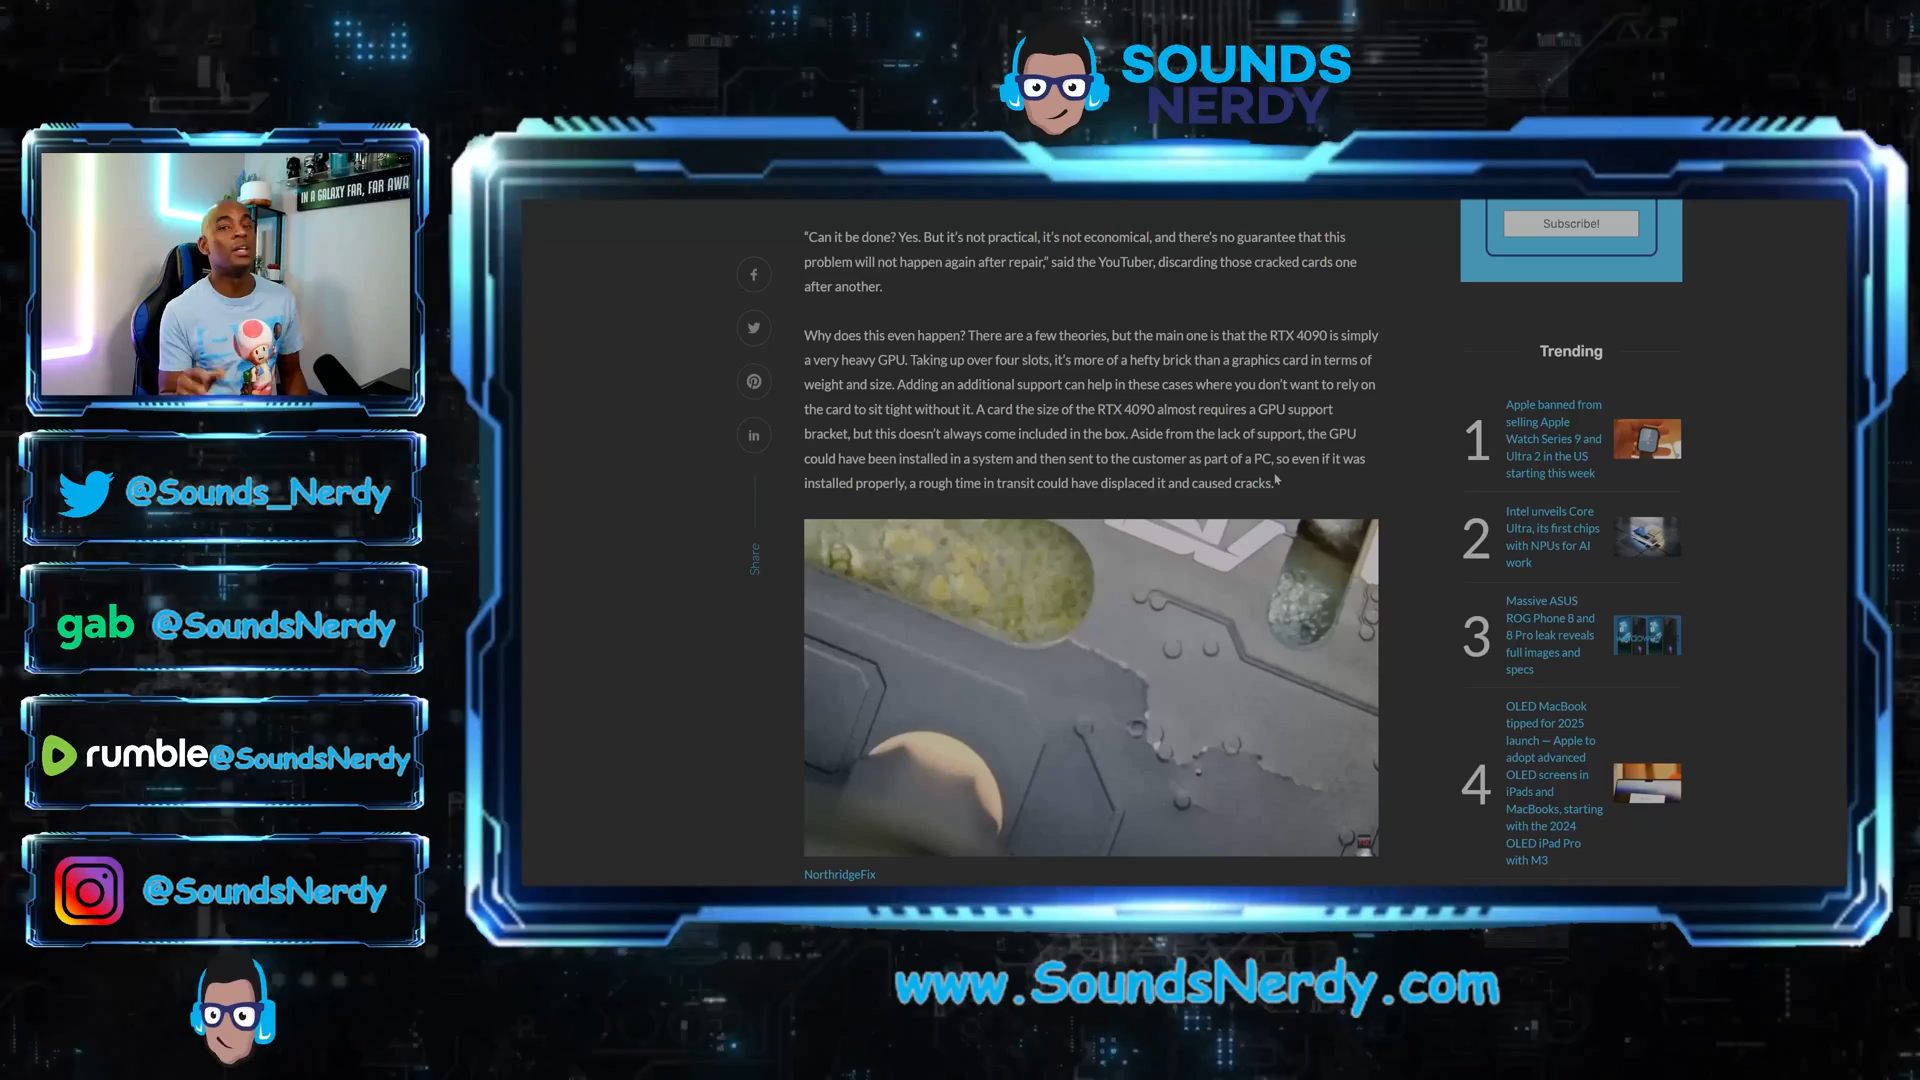 SOUNDS
NERDY
IN A GALAXY FAR, FAR AWA
@Sounds_Nerdy
gab @SoundsNerdy
rumble @SoundsNerdy
@SoundsNerdy
“Can it be done? Yes. But it’s not practical, it’s not economical, and there’s no guarantee that this
problem will not happen again after repair,” said the YouTuber, discarding those cracked cards one
after another.
Why does this even happen? There are a few theories, but the main one is that the RTX 4090 is simply
a very heavy GPU. Taking up over four slots, it’s more of a hefty brick than a graphics card in terms of
weight and size. Adding an additional support can help in these cases where you don’t want to rely on
the card to sit tight without it. A card the size of the RTX 4090 almost requires a GPU support
bracket, but this doesn’t always come included in the box. Aside from the lack of support, the GPU
could have been installed in a system and then sent to the customer as part of a PC, so even if it was
installed properly, a rough time in transit could have displaced it and caused cracks.
Share
NorthridgeFix
Subscribe!
Trending
1
Apple banned from
selling Apple
Watch Series 9 and
Ultra 2 in the US
starting this week
2
Intel unveils Core
Ultra, its first chips
with NPUs for AI
work
3
Massive ASUS
ROG Phone 8 and
8 Pro leak reveals
full images and
specs
4
OLED MacBook
tipped for 2025
launch — Apple to
adopt advanced
OLED screens in
iPads and
MacBooks, starting
with the 2024
OLED iPad Pro
with M3
www.SoundsNerdy.com